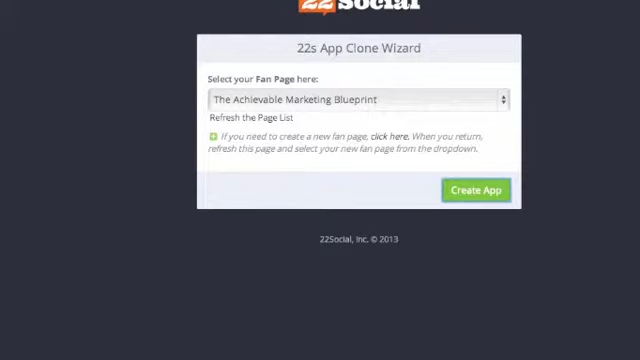 22Social
22s App Clone Wizard
Select your Fan Page here:
The Achievable Marketing Blueprint
Refresh the Page List
If you need to create a new fan page, click here. When you return,
refresh this page and select your new fan page from the dropdown.
Create App
22Social, Inc. © 2013